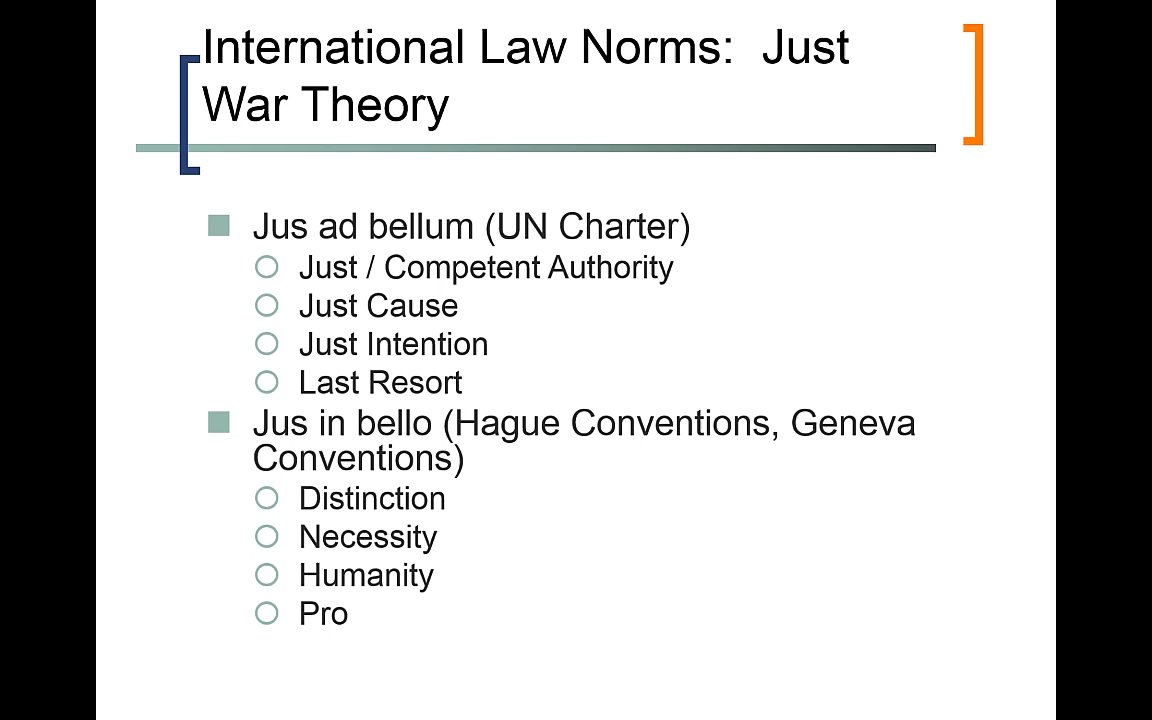 International Law Norms:  Just
War Theory
Jus ad bellum (UN Charter)
Just / Competent Authority
Just Cause
Just Intention
Last Resort
Jus in bello (Hague Conventions, Geneva
Conventions)
Distinction
Necessity
Humanity
Pro